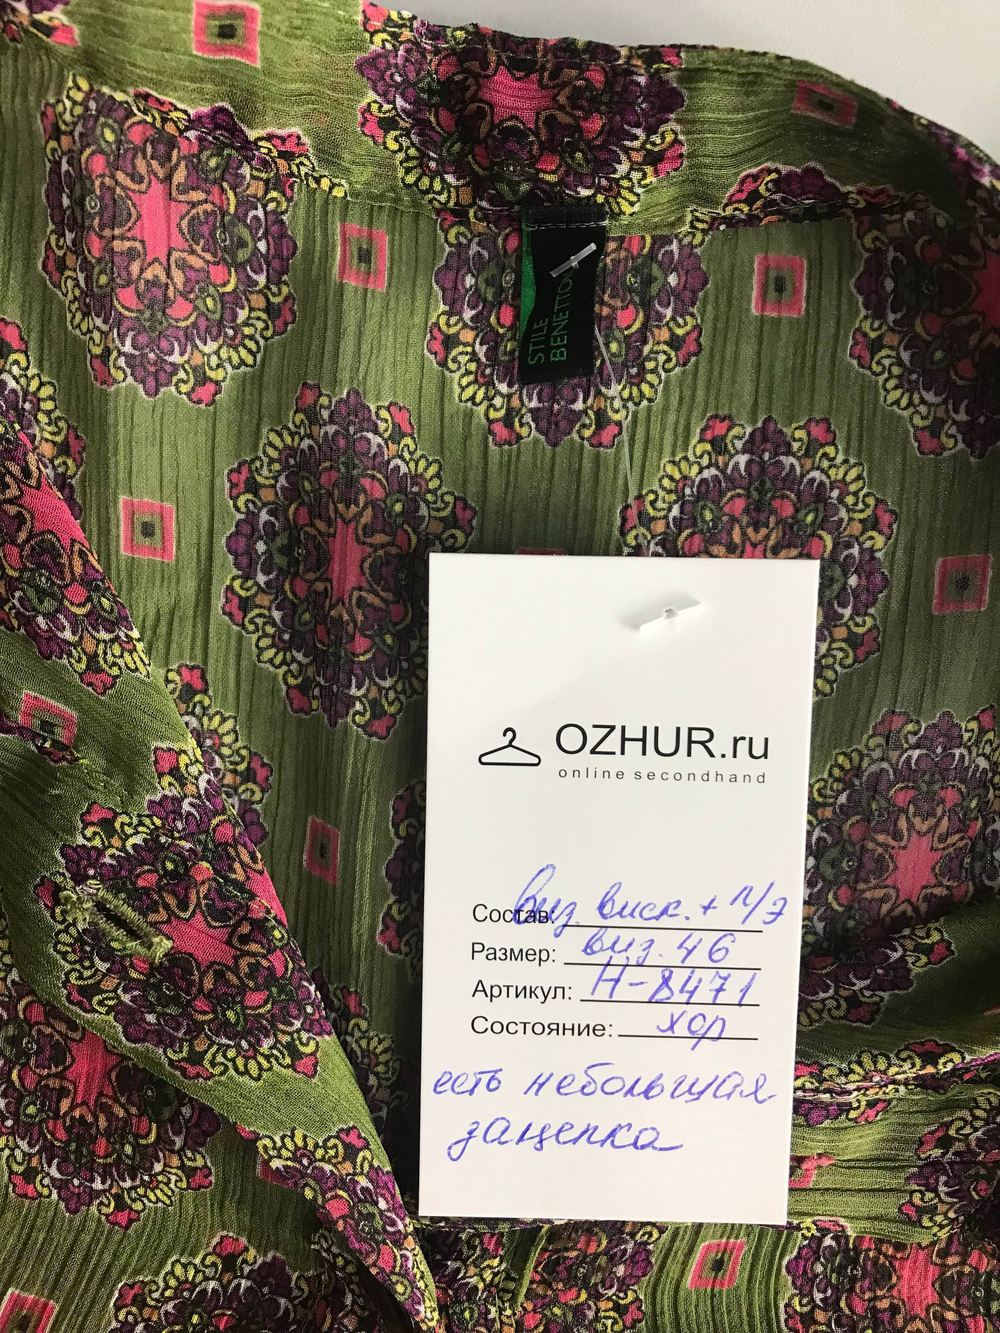 STILE
BENETTON
OZHUR.ru
online secondhand
Состав: виз. виск. + п/э
Размер: виз. 46
Артикул: Н-8471
Состояние: хор
есть небольшая
зацепка